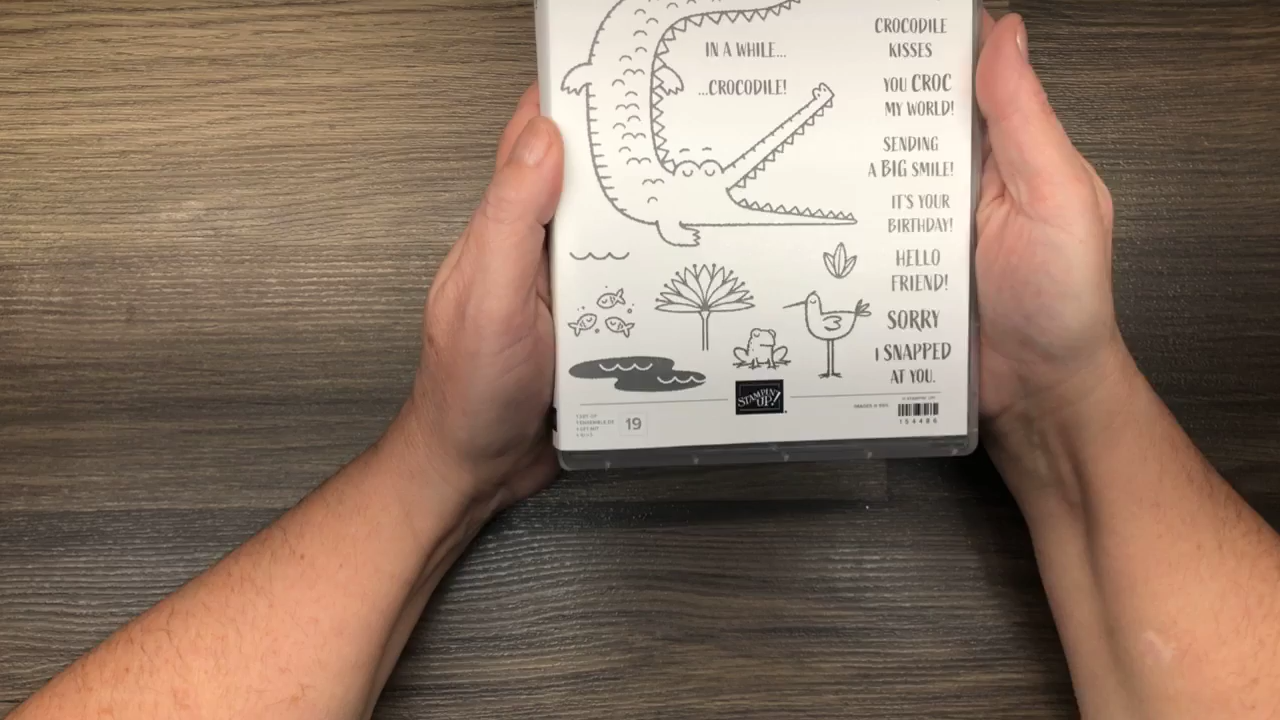 IN A WHILE...
...CROCODILE!
CROCODILE
KISSES
YOU CROC
MY WORLD!
SENDING
A BIG SMILE!
IT'S YOUR
BIRTHDAY!
HELLO
FRIEND!
SORRY
I SNAPPED
AT YOU.
STAMPIN' UP!
19
154486